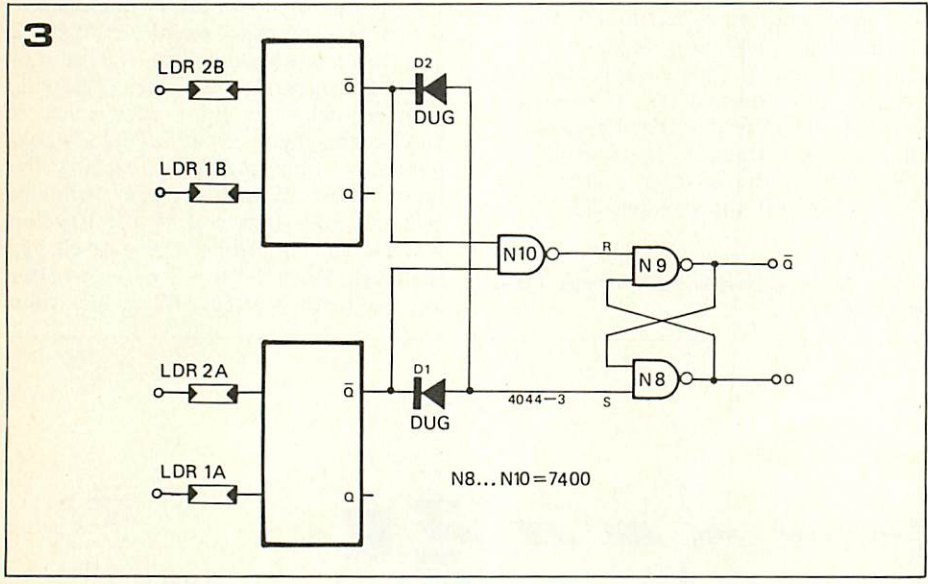 3
LDR 2B
Q̄
D2
DUG
LDR 1B
Q
N10
R
N9
Q̄
LDR 2A
Q̄
D1
DUG
4044—3
S
N8
Q
LDR 1A
Q
N8...N10=7400